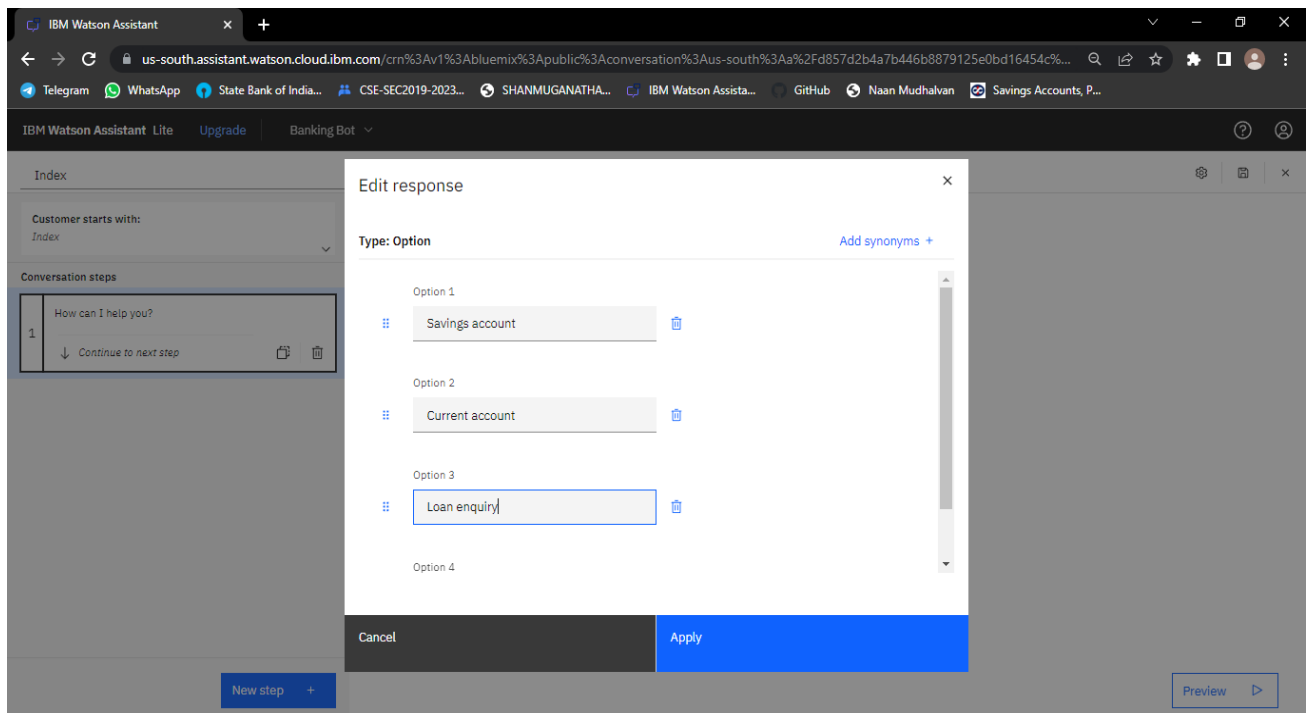 IBM Watson Assistant
us-south.assistant.watson.cloud.ibm.com/crn%3Av1%3Abluemix%3Apublic%3Aconversation%3Aus-south%3Aa%2Fd857d2b4a7b446b8879125e0bd16454c%...
Telegram WhatsApp State Bank of India... CSE-SEC2019-2023... SHANMUGANATHA... IBM Watson Assista... GitHub Naan Mudhalvan Savings Accounts, P...
IBM Watson Assistant Lite Upgrade Banking Bot
Index
Customer starts with:
Index
Conversation steps
1
How can I help you?
Continue to next step
New step +
Edit response
Type: Option Add synonyms +
Option 1
Savings account
Option 2
Current account
Option 3
Loan enquiry
Option 4
Cancel Apply
Preview